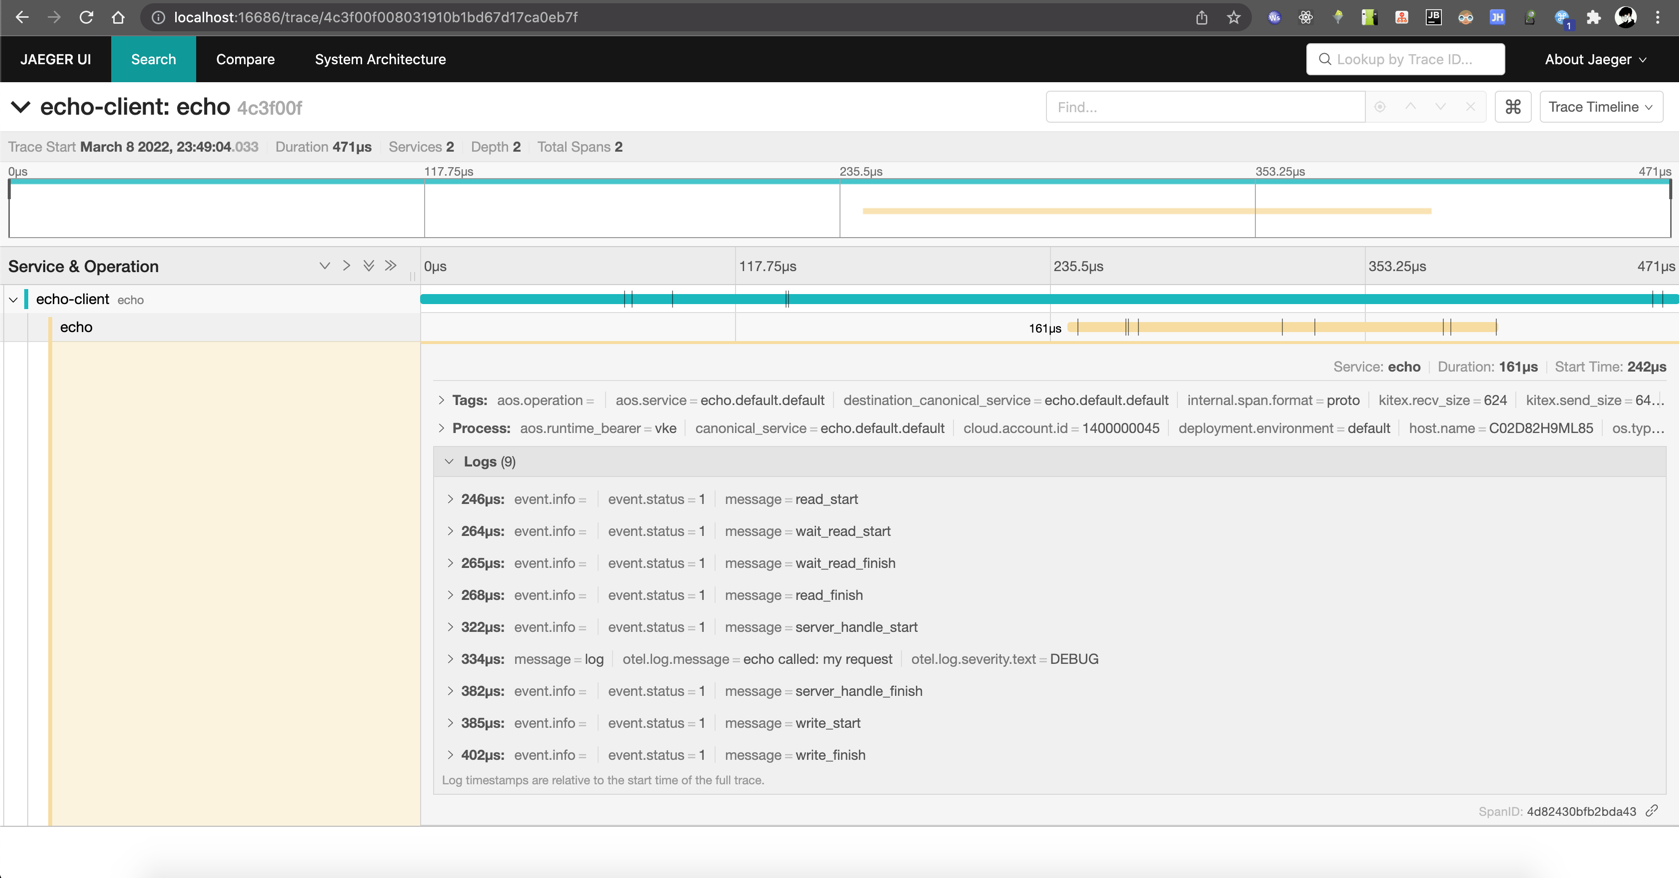 localhost:16686/trace/4c3f00f008031910b1bd67d17ca0eb7f
JAEGER UI Search Compare System Architecture Lookup by Trace ID... About Jaeger
echo-client: echo 4c3f00f Find... ⌘ Trace Timeline
Trace Start March 8 2022, 23:49:04.033 Duration 471μs Services 2 Depth 2 Total Spans 2
0μs 117.75μs 235.5μs 353.25μs 471μs
Service & Operation 0μs 117.75μs 235.5μs 353.25μs 471μs
echo-client echo
echo 161μs
Service: echo Duration: 161μs Start Time: 242μs
Tags: aos.operation = aos.service = echo.default.default destination_canonical_service = echo.default.default internal.span.format = proto kitex.recv_size = 624 kitex.send_size = 64...
Process: aos.runtime_bearer = vke canonical_service = echo.default.default cloud.account.id = 1400000045 deployment.environment = default host.name = C02D82H9ML85 os.typ...
Logs (9)
246μs: event.info = event.status = 1 message = read_start
264μs: event.info = event.status = 1 message = wait_read_start
265μs: event.info = event.status = 1 message = wait_read_finish
268μs: event.info = event.status = 1 message = read_finish
322μs: event.info = event.status = 1 message = server_handle_start
334μs: message = log otel.log.message = echo called: my request otel.log.severity.text = DEBUG
382μs: event.info = event.status = 1 message = server_handle_finish
385μs: event.info = event.status = 1 message = write_start
402μs: event.info = event.status = 1 message = write_finish
Log timestamps are relative to the start time of the full trace.
SpanID: 4d82430bfb2bda43